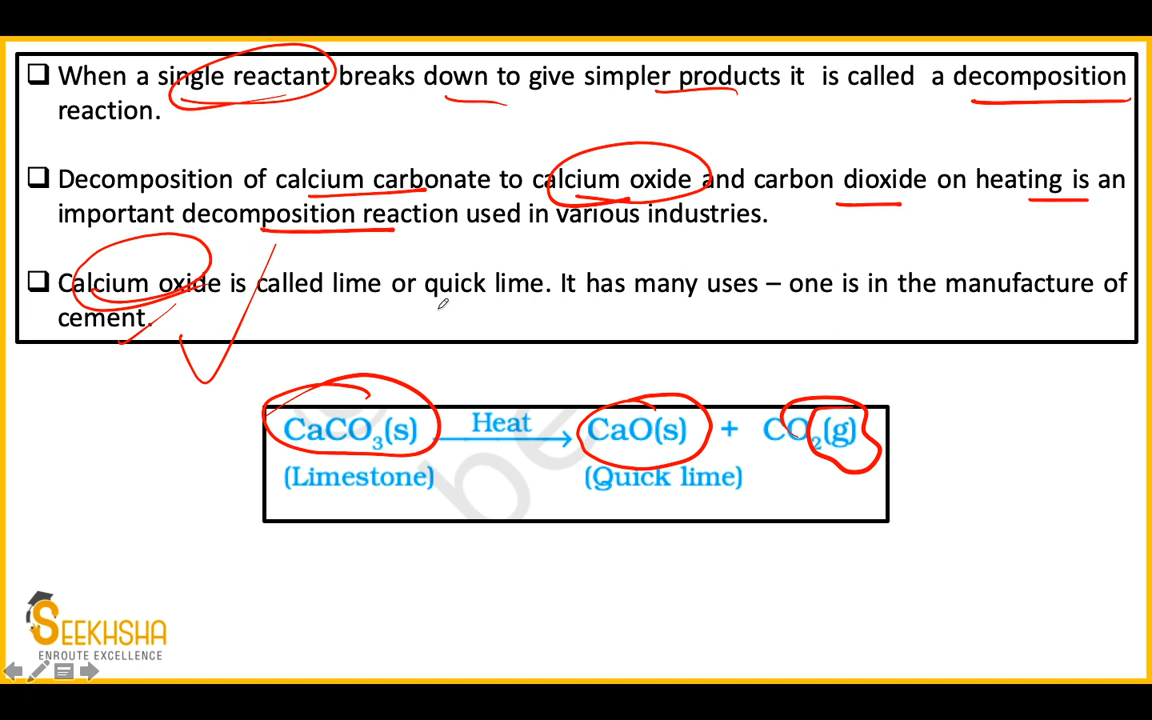 ❑ When a single reactant breaks down to give simpler products it is called a decomposition
reaction.
❑ Decomposition of calcium carbonate to calcium oxide and carbon dioxide on heating is an
important decomposition reaction used in various industries.
❑ Calcium oxide is called lime or quick lime. It has many uses – one is in the manufacture of
cement.
CaCO₃(s) Heat → CaO(s) + CO₂(g)
(Limestone) (Quick lime)
SEEKHSHA
ENROUTE EXCELLENCE